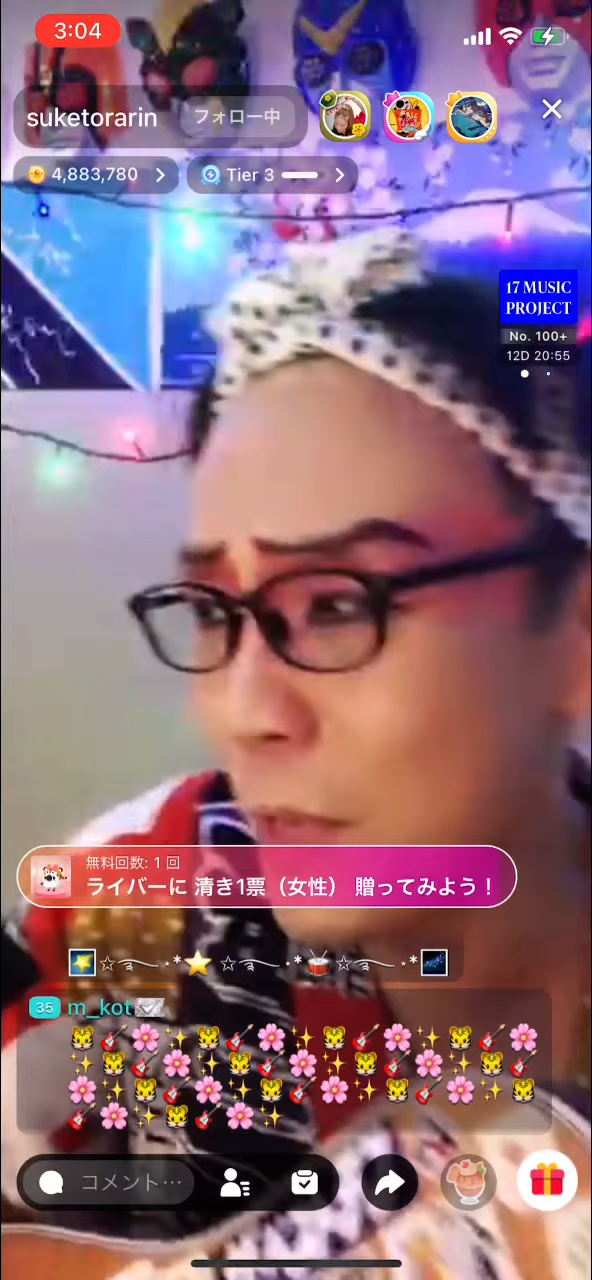 3:04
suketorarin フォロー中
4,883,780 Tier 3
17 MUSIC
PROJECT
No. 100+
12D 20:55
無料回数: 1 回
ライバーに 清き1票（女性） 贈ってみよう！
35 m_kot
コメント…